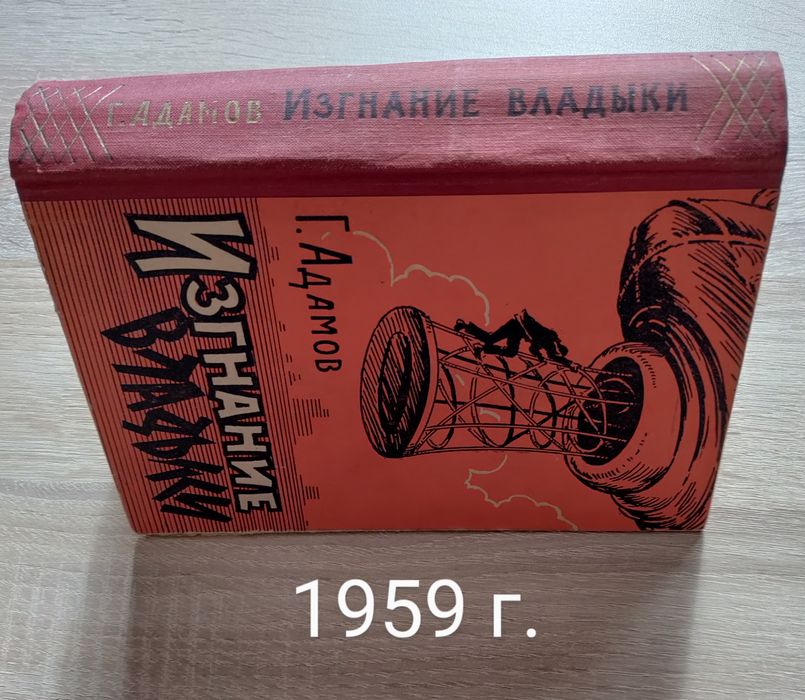 Г. АДАМОВ ИЗГНАНИЕ ВЛАДЫКИ
Г. АДАМОВ
ИЗГНАНИЕ
ВЛАДЫКИ
1959 г.